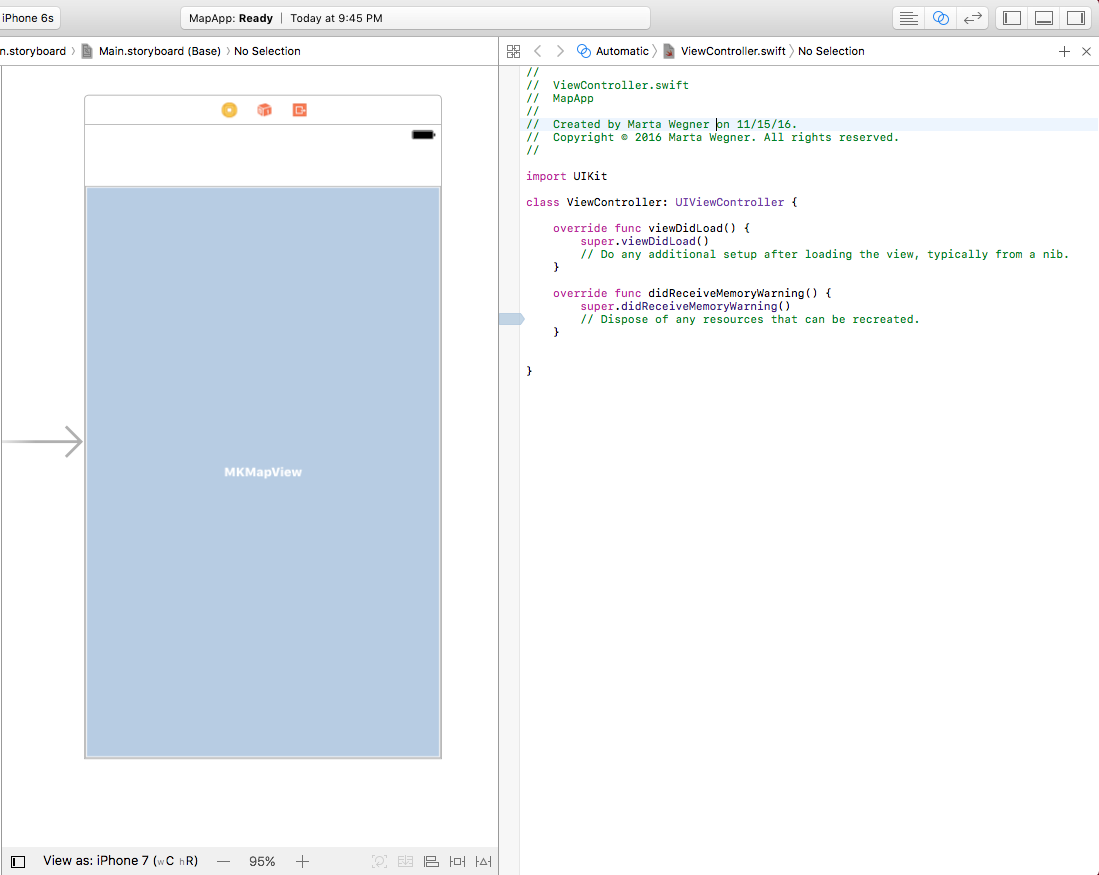 iPhone 6s
MapApp: Ready | Today at 9:45 PM
n.storyboard Main.storyboard (Base) No Selection
Automatic ViewController.swift No Selection
MKMapView
View as: iPhone 7 (wC hR) — 95% +
//
// ViewController.swift
// MapApp
//
// Created by Marta Wegner on 11/15/16.
// Copyright © 2016 Marta Wegner. All rights reserved.
//
import UIKit
class ViewController: UIViewController {
override func viewDidLoad() {
super.viewDidLoad()
// Do any additional setup after loading the view, typically from a nib.
}
override func didReceiveMemoryWarning() {
super.didReceiveMemoryWarning()
// Dispose of any resources that can be recreated.
}
}